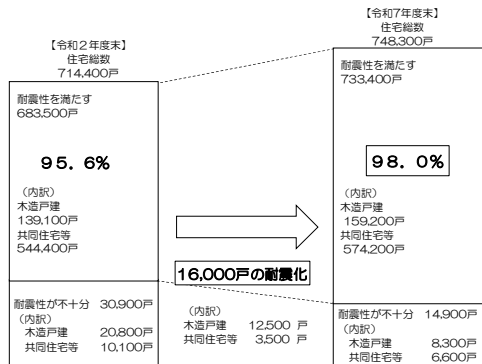 【令和２年度末】
住宅総数
714,400戸
耐震性を満たす
683,500戸
９５．６％
（内訳）
木造戸建
139,100戸
共同住宅等
544,400戸
耐震性が不十分　30,900戸
（内訳）
木造戸建　20,800戸
共同住宅等　10,100戸
16,000戸の耐震化
（内訳）
木造戸建　12,500 戸
共同住宅等　3,500 戸
【令和7年度末】
住宅総数
748,300戸
耐震性を満たす
733,400戸
９８．０％
（内訳）
木造戸建
159,200戸
共同住宅等
574,200戸
耐震性が不十分　14,900戸
（内訳）
木造戸建　8,300戸
共同住宅等　6,600戸